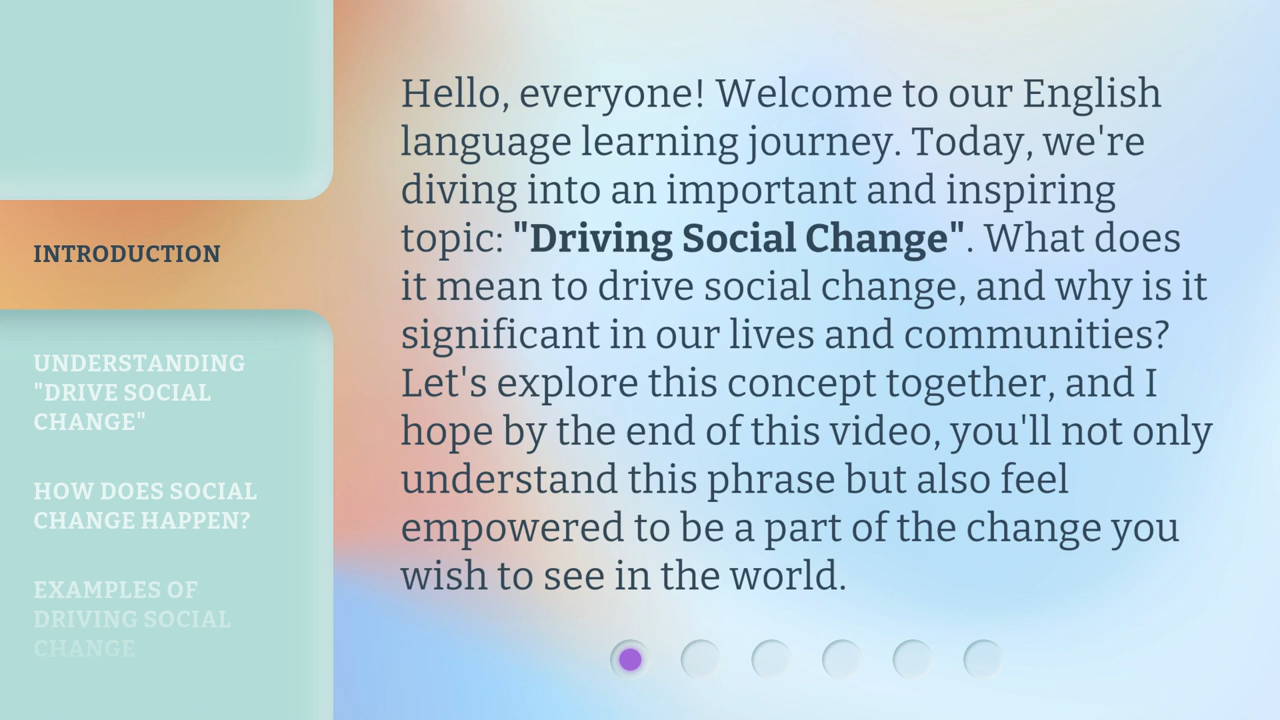 INTRODUCTION
UNDERSTANDING
"DRIVE SOCIAL
CHANGE"
HOW DOES SOCIAL
CHANGE HAPPEN?
EXAMPLES OF
DRIVING SOCIAL
CHANGE
Hello, everyone! Welcome to our English
language learning journey. Today, we're
diving into an important and inspiring
topic: "Driving Social Change". What does
it mean to drive social change, and why is it
significant in our lives and communities?
Let's explore this concept together, and I
hope by the end of this video, you'll not only
understand this phrase but also feel
empowered to be a part of the change you
wish to see in the world.